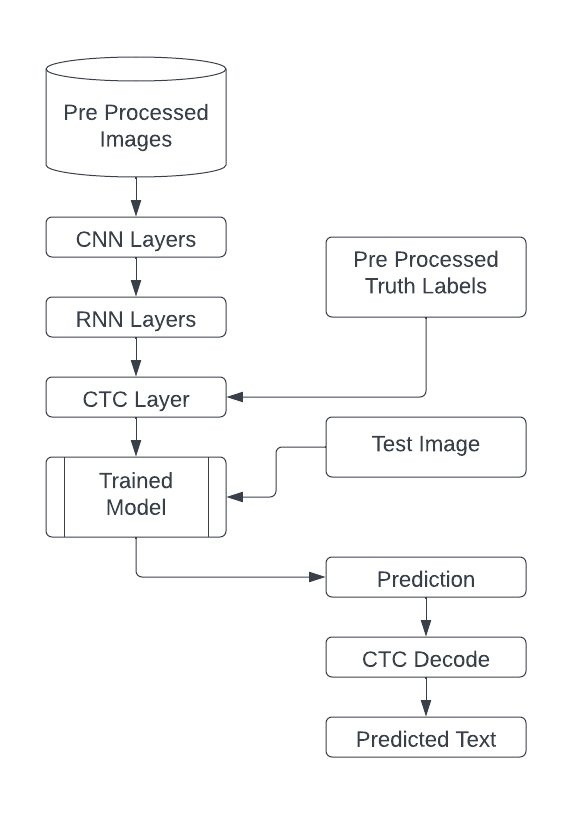 Pre Processed
Images
CNN Layers
RNN Layers
Pre Processed
Truth Labels
CTC Layer
Test Image
Trained
Model
Prediction
CTC Decode
Predicted Text